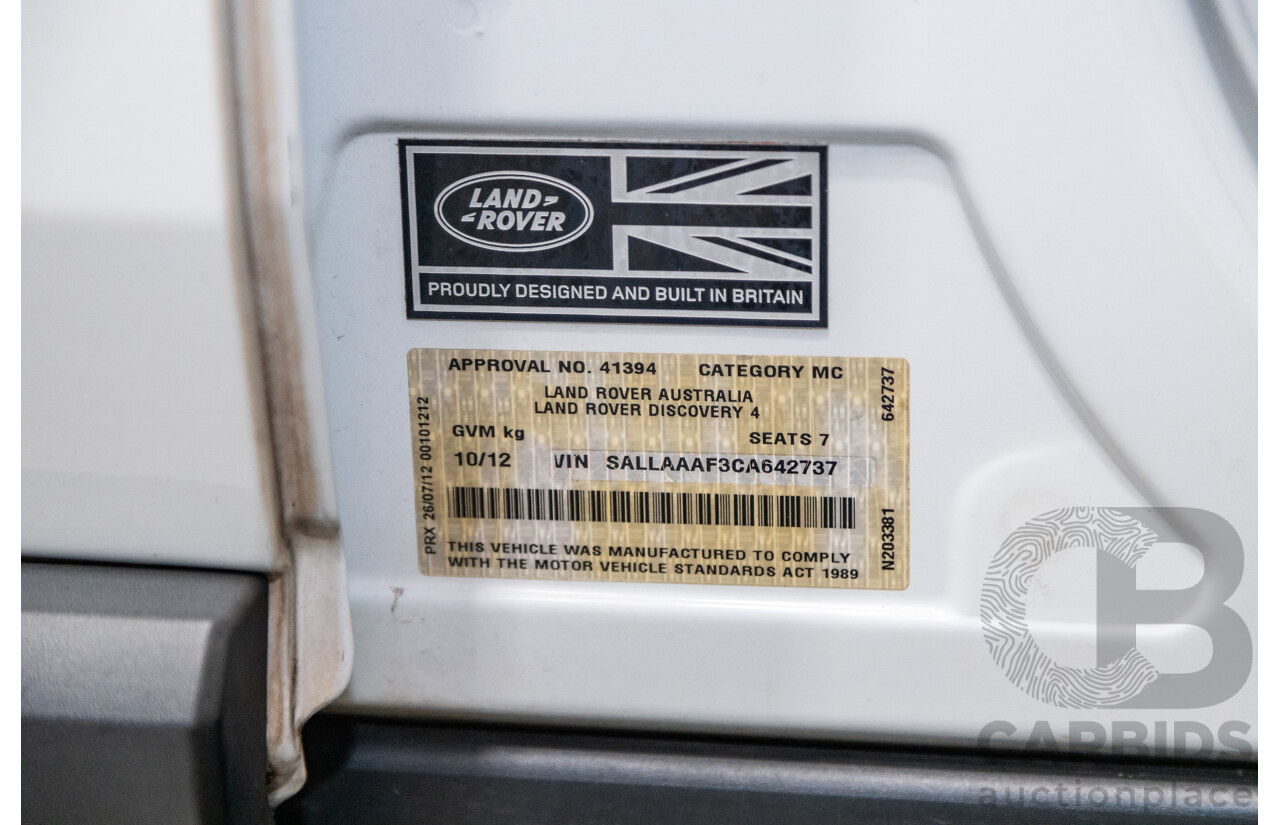 LAND
ROVER
PROUDLY DESIGNED AND BUILT IN BRITAIN
APPROVAL NO. 41394 CATEGORY MC
LAND ROVER AUSTRALIA
LAND ROVER DISCOVERY 4
GVM kg SEATS 7
10/12 VIN SALLAAAF3CA642737
THIS VEHICLE WAS MANUFACTURED TO COMPLY
WITH THE MOTOR VEHICLE STANDARDS ACT 1989
PRX 26/07/12 00101212
642737
N203381
CB
CARBIDS
auctionplace